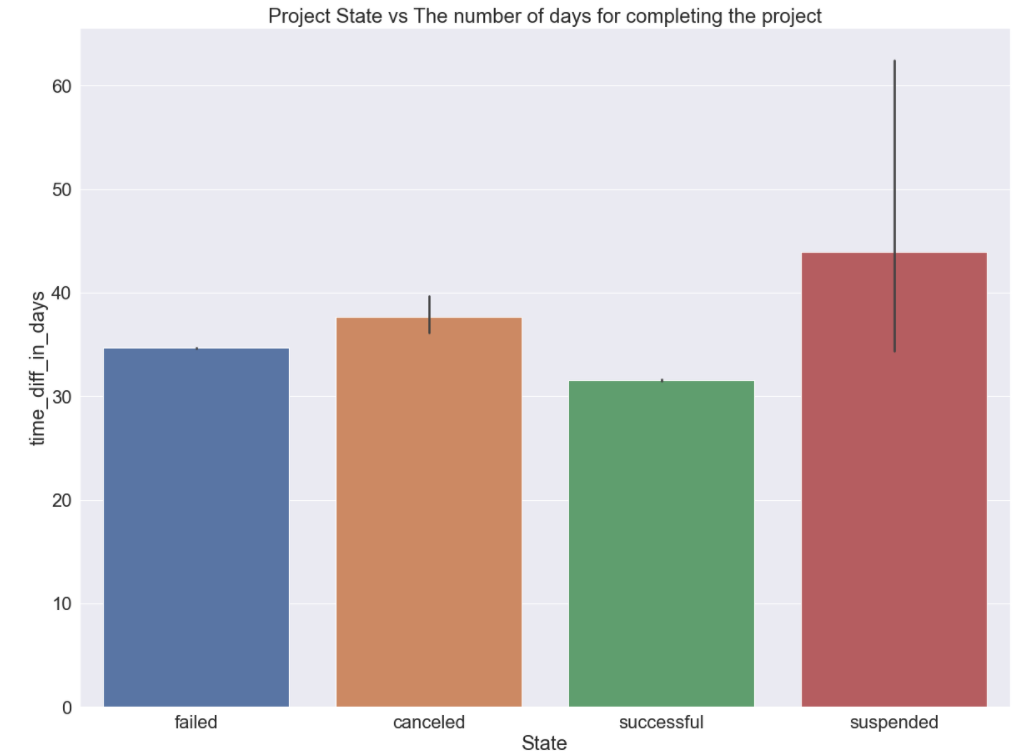 Project State vs The number of days for completing the project
time_diff_in_days
60
50
40
30
20
10
0
failed canceled successful suspended
State